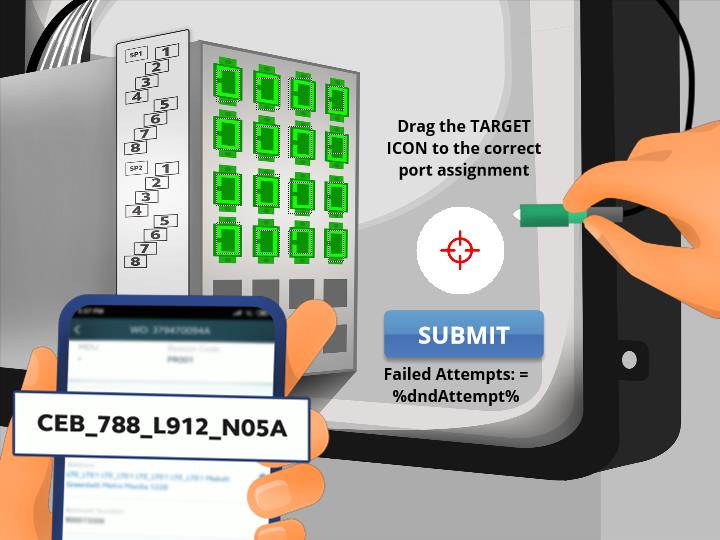 SP1
1
2
3
4
5
6
7
8
SP2
1
2
3
4
5
6
7
8
Drag the TARGET
ICON to the correct
port assignment
SUBMIT
Failed Attempts: =
%dndAttempt%
WO: 379470094A
PR001
CEB_788_L912_N05A